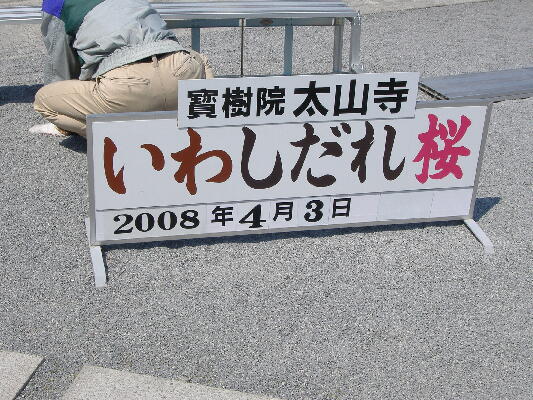 寳樹院 太山寺
いわしだれ桜
2008年4月3日